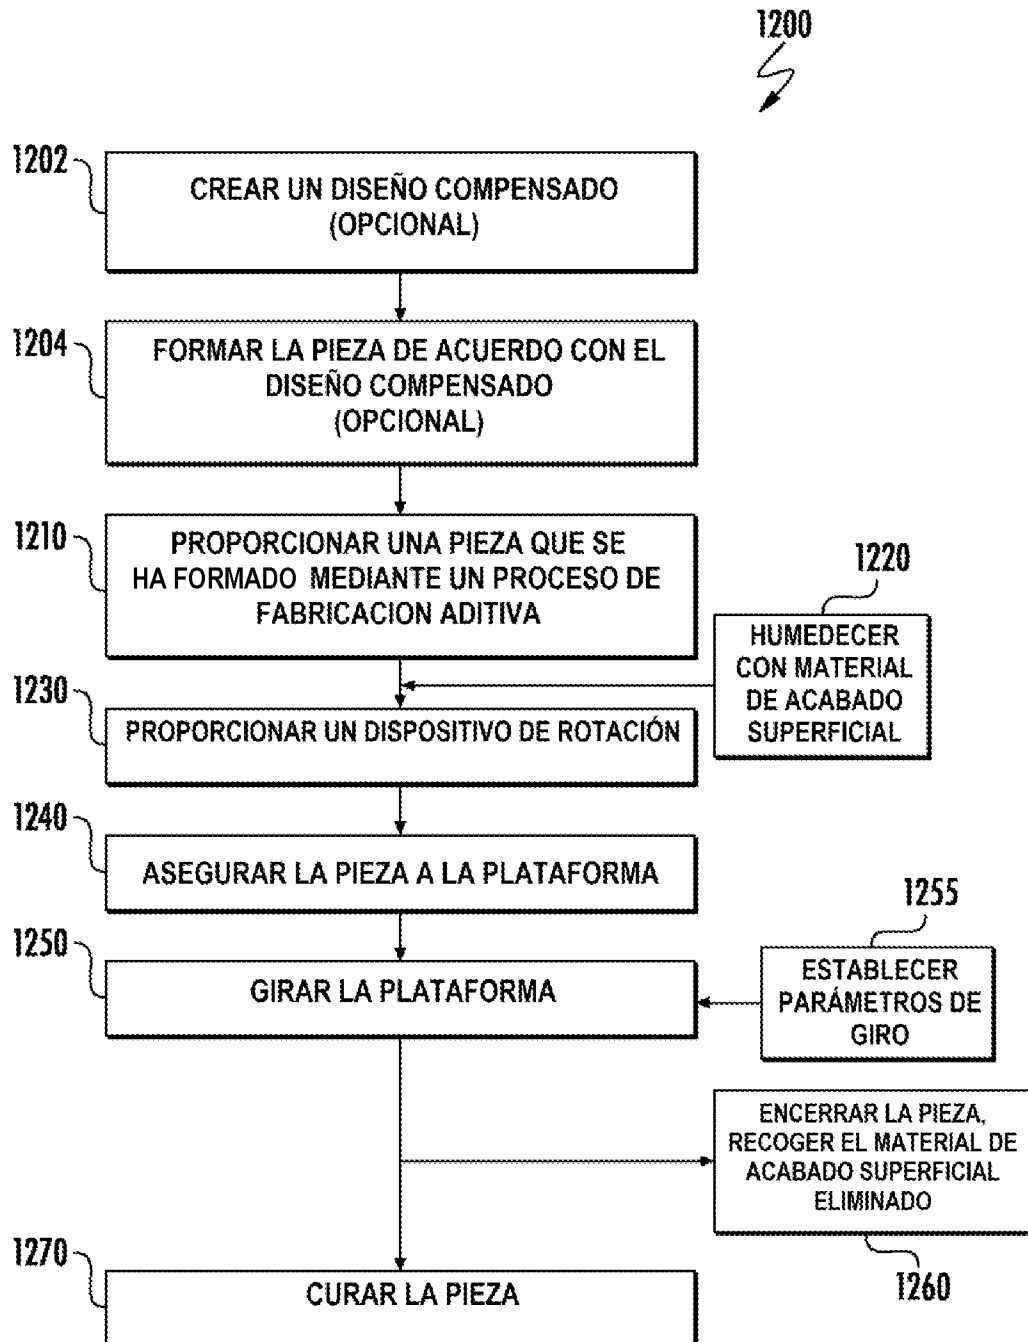 1200
1202
CREAR UN DISEÑO COMPENSADO
(OPCIONAL)
1204
FORMAR LA PIEZA DE ACUERDO CON EL
DISEÑO COMPENSADO
(OPCIONAL)
1210
PROPORCIONAR UNA PIEZA QUE SE
HA FORMADO MEDIANTE UN PROCESO DE
FABRICACION ADITIVA
1220
HUMEDECER
CON MATERIAL
DE ACABADO
SUPERFICIAL
1230
PROPORCIONAR UN DISPOSITIVO DE ROTACIÓN
1240
ASEGURAR LA PIEZA A LA PLATAFORMA
1250
GIRAR LA PLATAFORMA
1255
ESTABLECER
PARÁMETROS DE
GIRO
ENCERRAR LA PIEZA,
RECOGER EL MATERIAL DE
ACABADO SUPERFICIAL
ELIMINADO
1260
1270
CURAR LA PIEZA